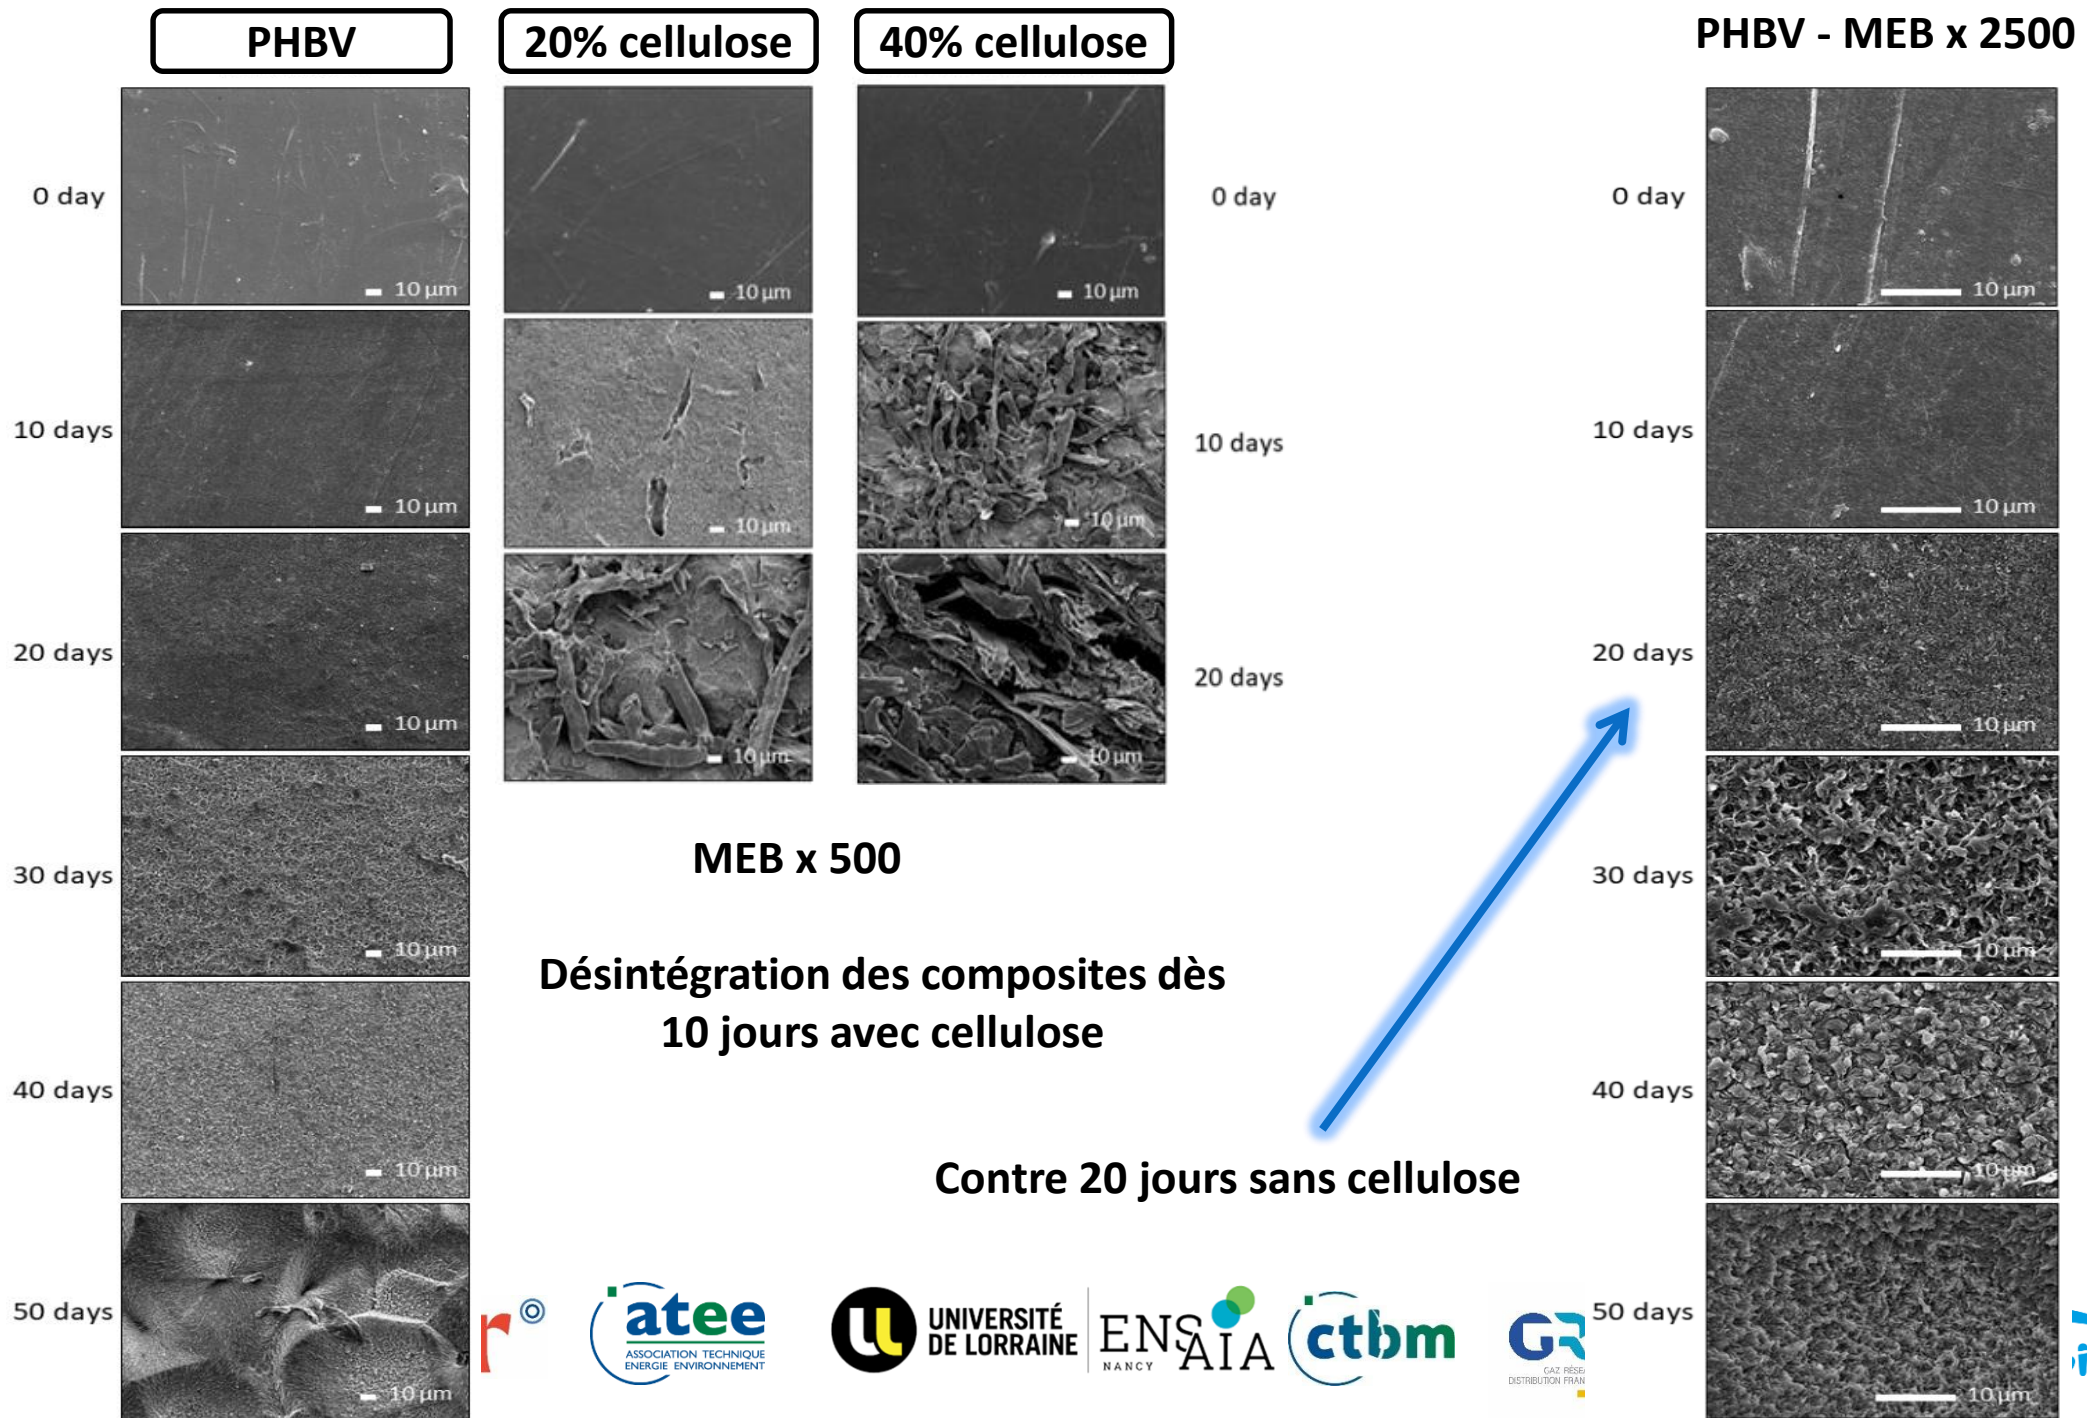 PHBV
20% cellulose
40% cellulose
PHBV - MEB x 2500
0 day
10 µm
10 µm
10 µm
0 day
0 day
10 µm
10 days
10 µm
10 µm
10 µm
10 days
10 days
10 µm
20 days
10 µm
10 µm
10 µm
20 days
20 days
10 µm
30 days
10 µm
MEB x 500
30 days
10 µm
Désintégration des composites dès
10 jours avec cellulose
40 days
10 µm
40 days
10 µm
Contre 20 jours sans cellulose
50 days
10 µm
50 days
10 µm
atee
ASSOCIATION TECHNIQUE
ENERGIE ENVIRONNEMENT
UNIVERSITÉ
DE LORRAINE
ENSAIA
NANCY
ctbm